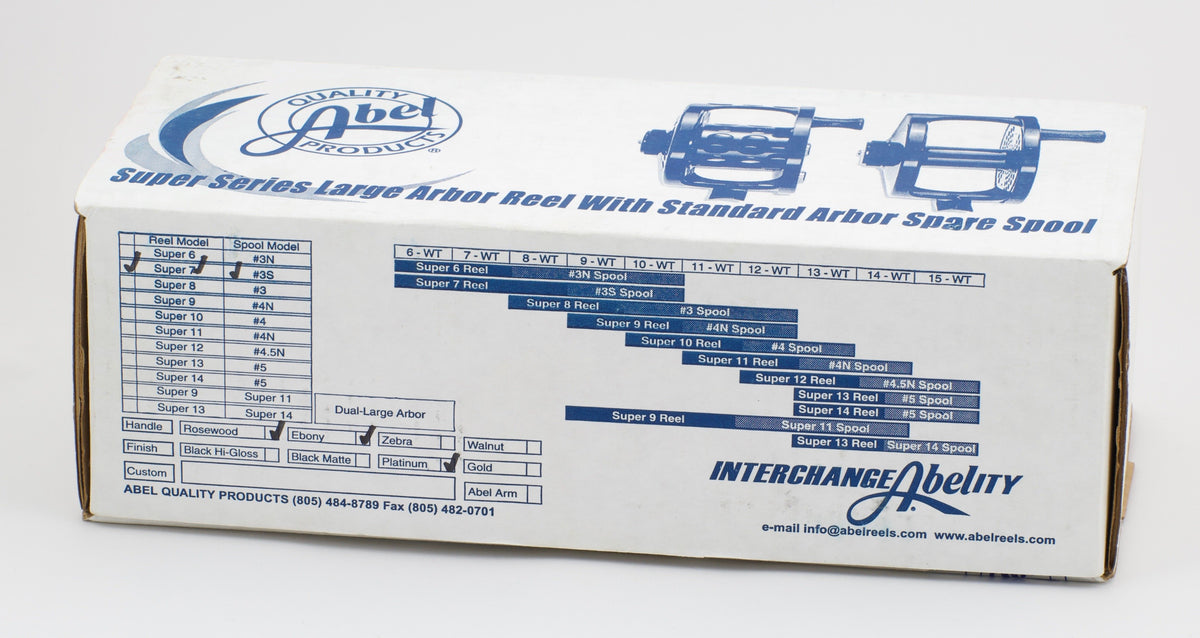 QUALITY
Abel
PRODUCTS®
Super Series Large Arbor Reel With Standard Arbor Spare Spool
Reel Model Spool Model
Super 6 #3N
Super 7 #3S
Super 8 #3
Super 9 #4N
Super 10 #4
Super 11 #4N
Super 12 #4.5N
Super 13 #5
Super 14 #5
Super 9 Super 11
Super 13 Super 14
Dual-Large Arbor
Handle Rosewood Ebony Zebra Walnut
Finish Black Hi-Gloss Black Matte Platinum Gold
Custom Abel Arm
ABEL QUALITY PRODUCTS (805) 484-8789 Fax (805) 482-0701
6 - WT 7 - WT 8 - WT 9 - WT 10 - WT 11 - WT 12 - WT 13 - WT 14 - WT 15 - WT
Super 6 Reel #3N Spool
Super 7 Reel #3S Spool
Super 8 Reel #3 Spool
Super 9 Reel #4N Spool
Super 10 Reel #4 Spool
Super 11 Reel #4N Spool
Super 12 Reel #4.5N Spool
Super 13 Reel #5 Spool
Super 14 Reel #5 Spool
Super 9 Reel Super 11 Spool
Super 13 Reel Super 14 Spool
INTERCHANGEAbelITY
e-mail info@abelreels.com www.abelreels.com